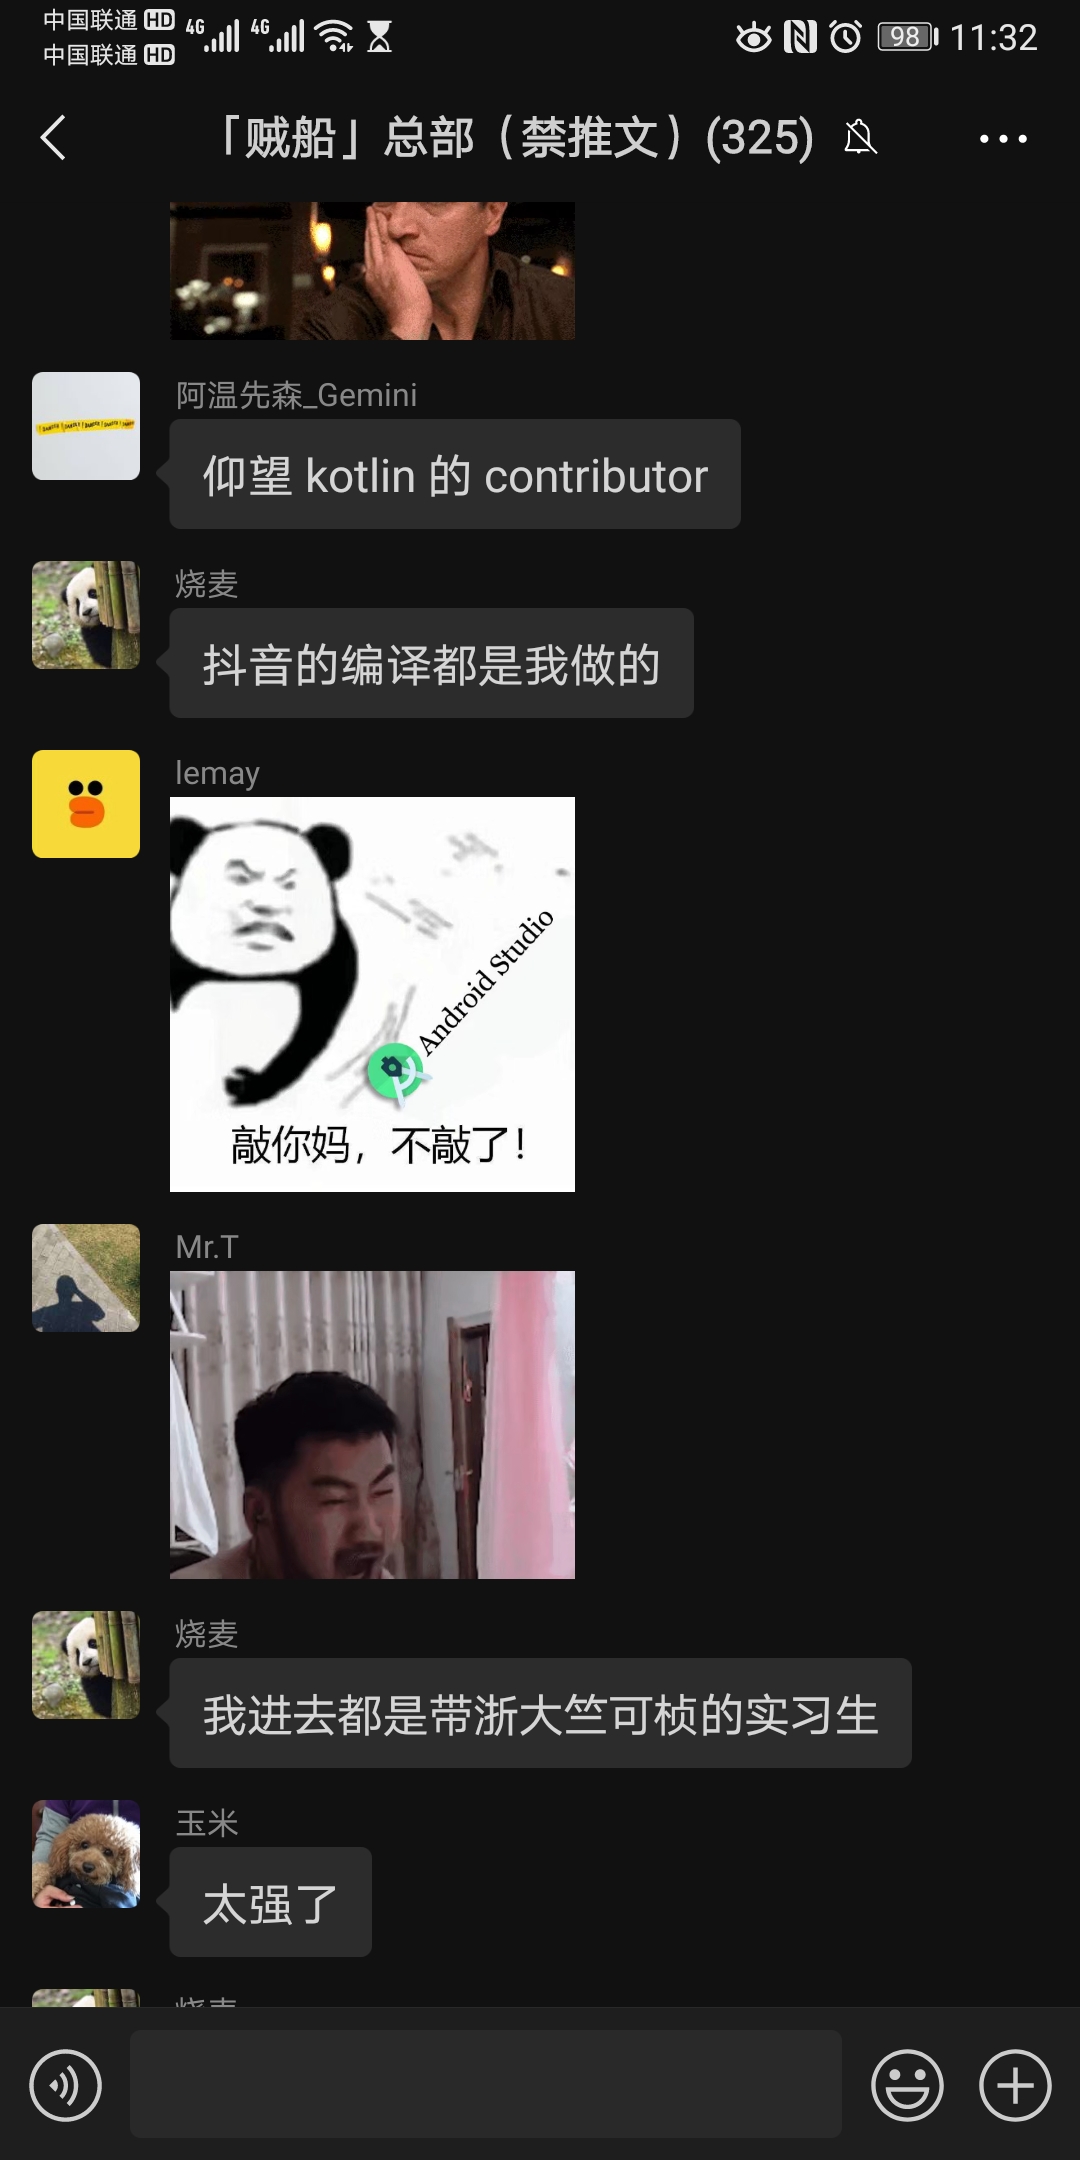 中国联通 HD 4G 4G 98 11:32
中国联通 HD
「贼船」总部（禁推文）(325)
阿温先森_Gemini
仰望 kotlin 的 contributor
烧麦
抖音的编译都是我做的
lemay
Android Studio
敲你妈，不敲了！
Mr.T
烧麦
我进去都是带浙大竺可桢的实习生
玉米
太强了
烧麦